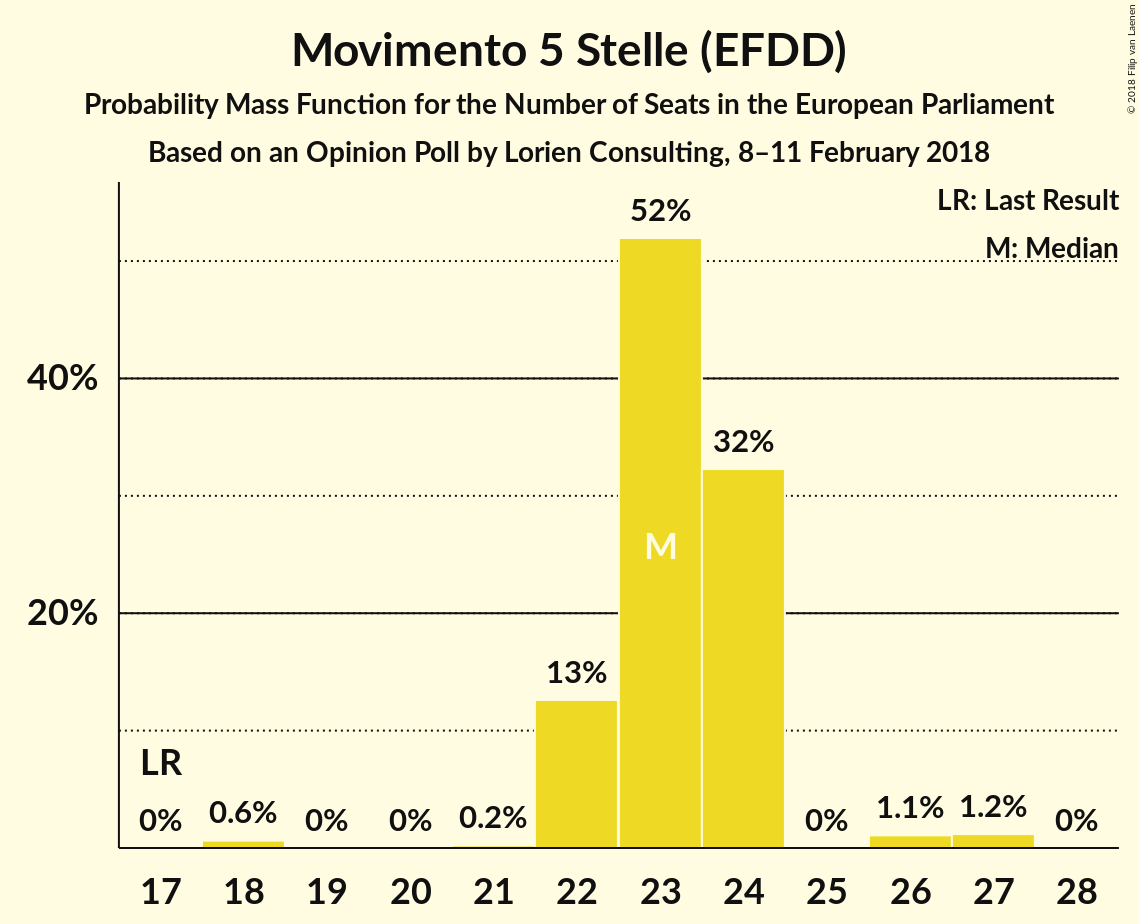 Movimento 5 Stelle (EFDD)
Probability Mass Function for the Number of Seats in the European Parliament
Based on an Opinion Poll by Lorien Consulting, 8–11 February 2018
© 2018 Filip van Laenen
LR: Last Result
M: Median
52%
40%
32%
M
20%
13%
LR
0% 0.6% 0% 0% 0.2% 0% 1.1% 1.2% 0%
17 18 19 20 21 22 23 24 25 26 27 28